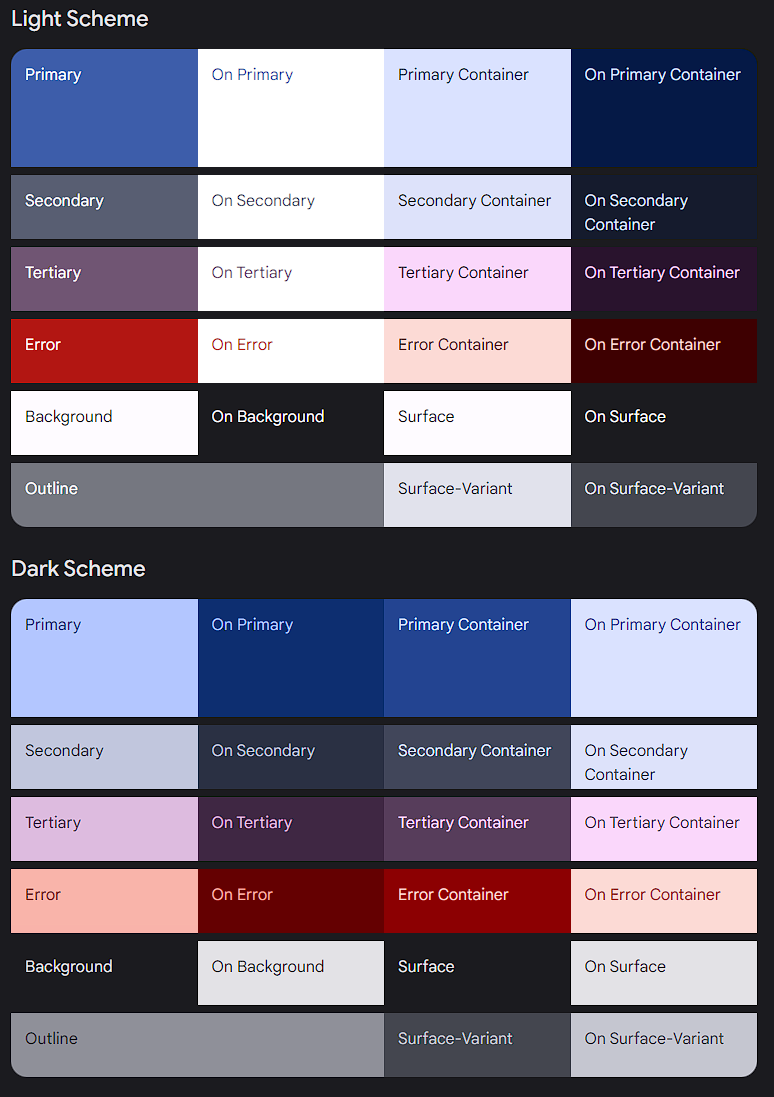 Light Scheme
Primary
On Primary
Primary Container
On Primary Container
Secondary
On Secondary
Secondary Container
On Secondary
Container
Tertiary
On Tertiary
Tertiary Container
On Tertiary Container
Error
On Error
Error Container
On Error Container
Background
On Background
Surface
On Surface
Outline
Surface-Variant
On Surface-Variant
Dark Scheme
Primary
On Primary
Primary Container
On Primary Container
Secondary
On Secondary
Secondary Container
On Secondary
Container
Tertiary
On Tertiary
Tertiary Container
On Tertiary Container
Error
On Error
Error Container
On Error Container
Background
On Background
Surface
On Surface
Outline
Surface-Variant
On Surface-Variant